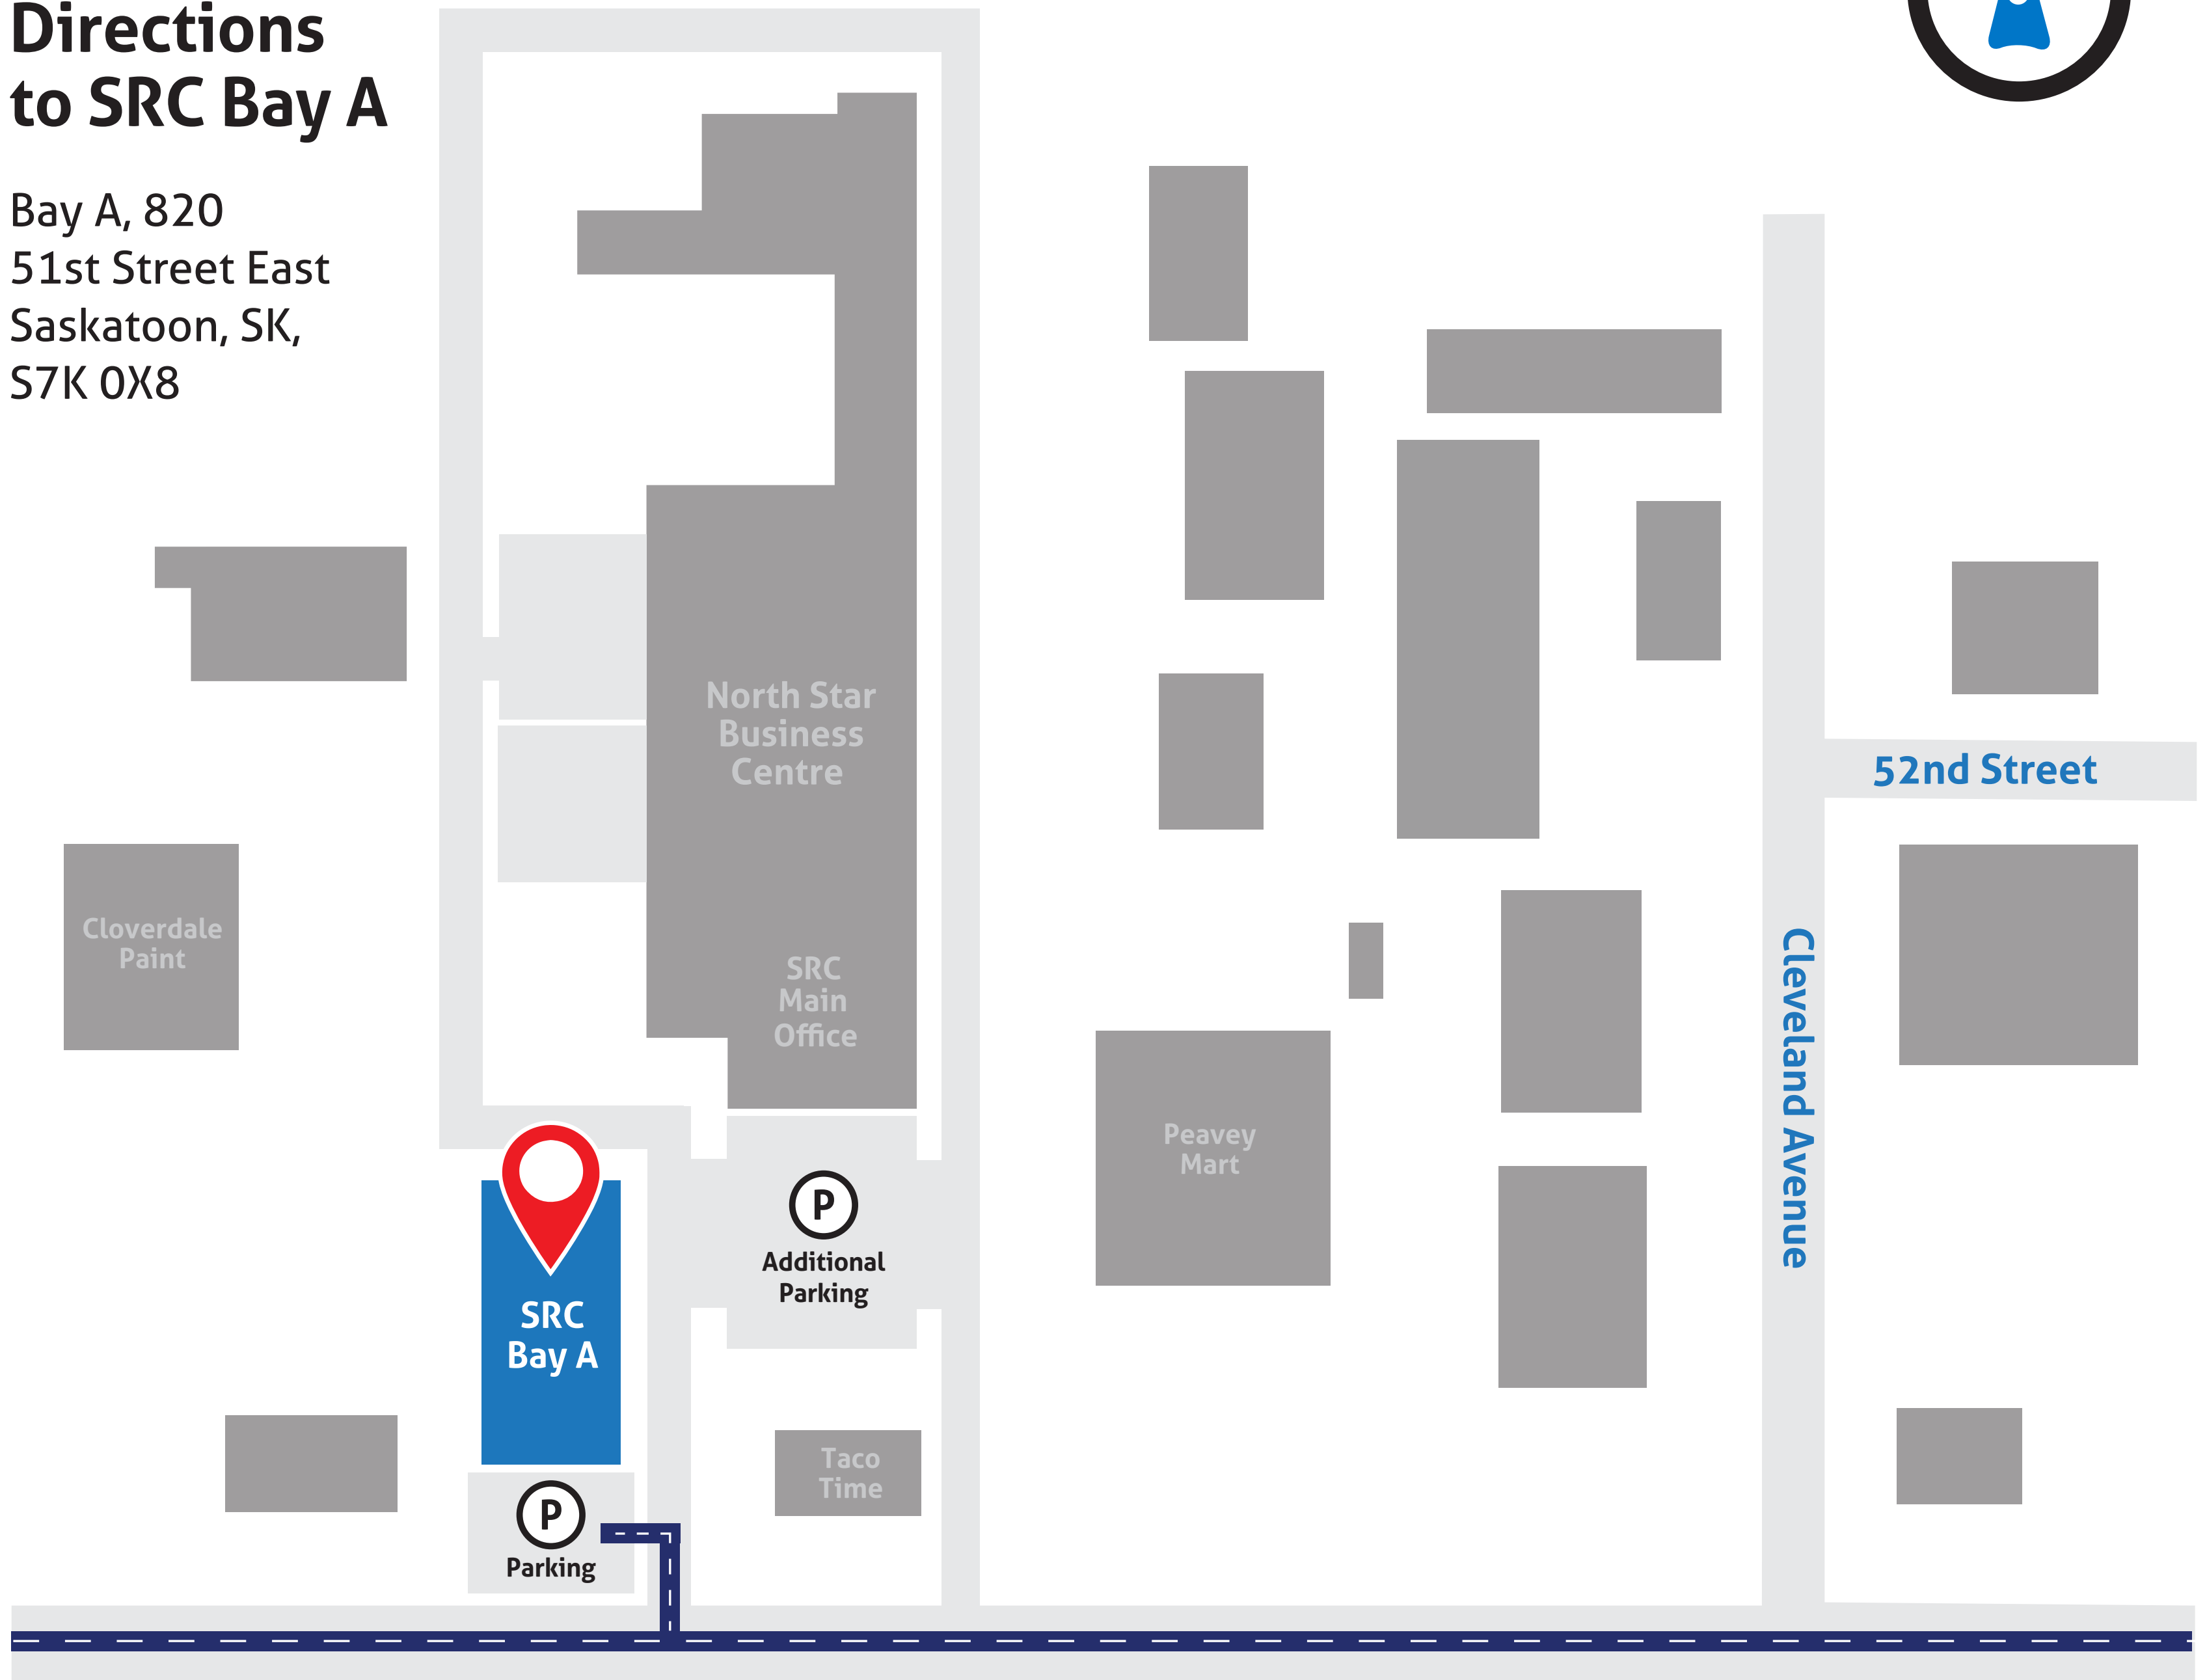 Directions
to SRC Bay A
Bay A, 820
51st Street East
Saskatoon, SK,
S7K 0X8
North Star
Business
Centre
52nd Street
Cloverdale
Paint
SRC
Main
Office
Cleveland Avenue
Peavey
Mart
P
Additional
Parking
SRC
Bay A
Taco
Time
P
Parking